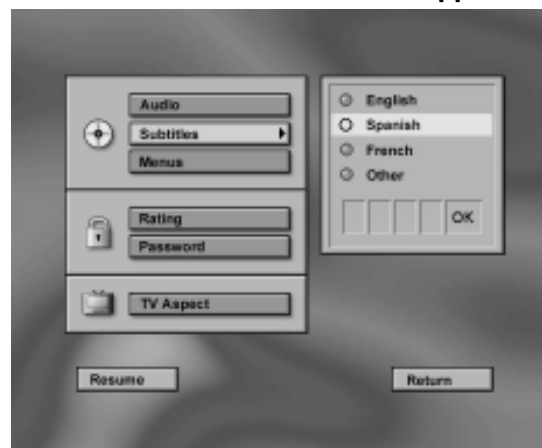 Audio
Subtitles
Menus
Rating
Password
TV Aspect
English
Spanish
French
Other
OK
Resume
Return